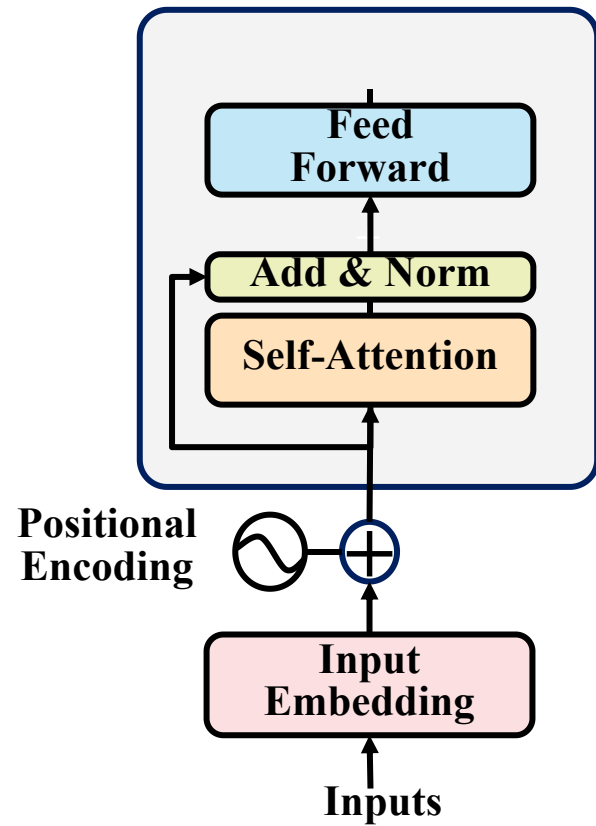 Feed
Forward
Add & Norm
Self-Attention
Positional
Encoding
Input
Embedding
Inputs